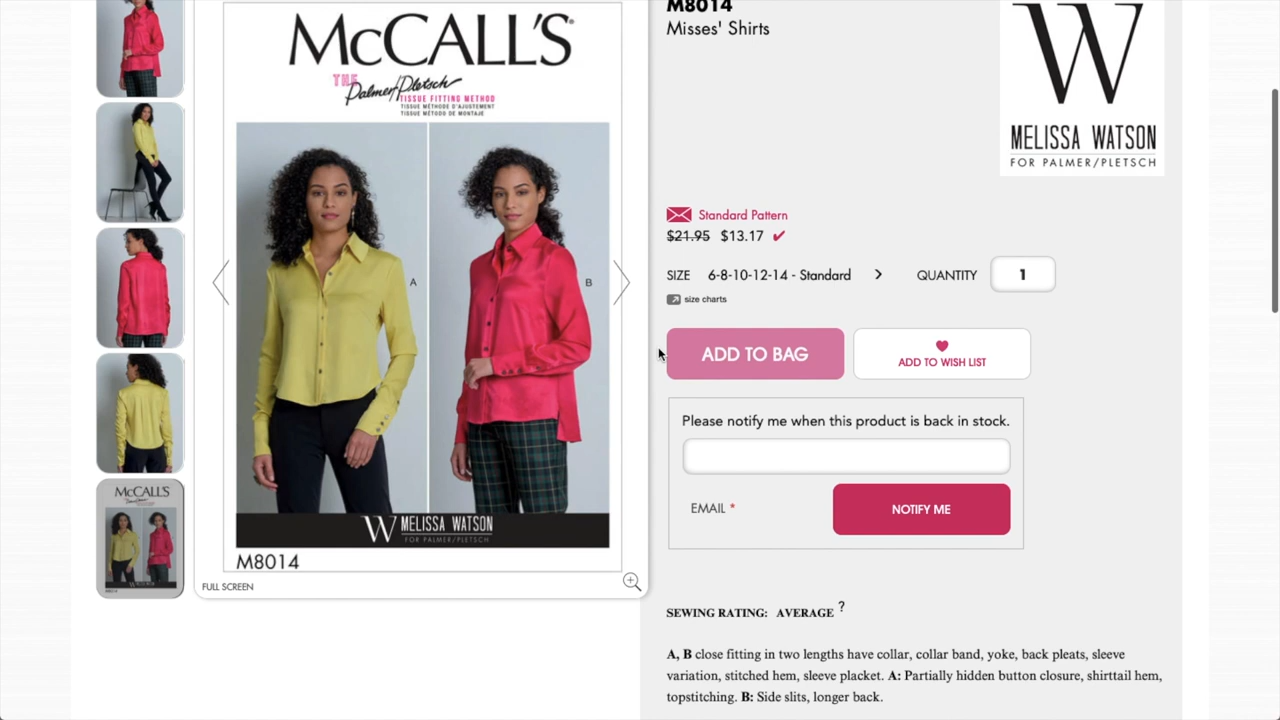 M8014
Misses' Shirts
McCALL'S
THE Palmer/Pletsch
TISSUE FITTING METHOD
TISSUE MÉTHODE D'AJUSTEMENT
TISSUE MÉTODO DE MONTAJE
A
B
W MELISSA WATSON
FOR PALMER/PLETSCH
M8014
FULL SCREEN
McCALL'S
W
MELISSA WATSON
FOR PALMER/PLETSCH
Standard Pattern
$21.95 $13.17
SIZE 6-8-10-12-14 - Standard > QUANTITY 1
size charts
ADD TO BAG
ADD TO WISH LIST
Please notify me when this product is back in stock.
EMAIL *
NOTIFY ME
SEWING RATING: AVERAGE ?
A, B close fitting in two lengths have collar, collar band, yoke, back pleats, sleeve
variation, stitched hem, sleeve placket. A: Partially hidden button closure, shirttail hem,
topstitching. B: Side slits, longer back.